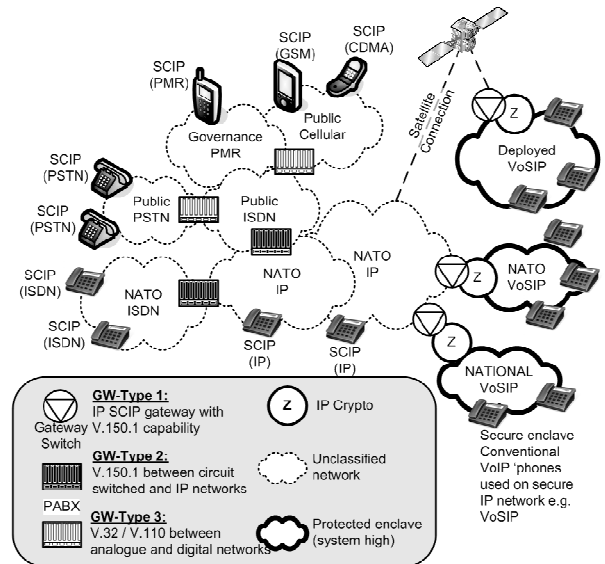 SCIP
(GSM)
SCIP
(CDMA)
SCIP
(PMR)
Public
Cellular
Governance
PMR
Satellite
Connection
Z
Deployed
VoSIP
SCIP
(PSTN)
Public
PSTN
Public
ISDN
SCIP
(PSTN)
NATO
IP
SCIP
(ISDN)
NATO
ISDN
NATO
IP
Z
NATO
VoSIP
SCIP
(ISDN)
SCIP
(IP)
SCIP
(IP)
Z
NATIONAL
VoSIP
GW-Type 1:
IP SCIP gateway with
V.150.1 capability
Gateway
Switch
Z
IP Crypto
GW-Type 2:
V.150.1 between circuit
switched and IP networks
PABX
Unclassified
network
GW-Type 3:
V.32 / V.110 between
analogue and digital networks
Protected enclave
(system high)
Secure enclave
Conventional
VoIP 'phones
used on secure
IP network e.g.
VoSIP